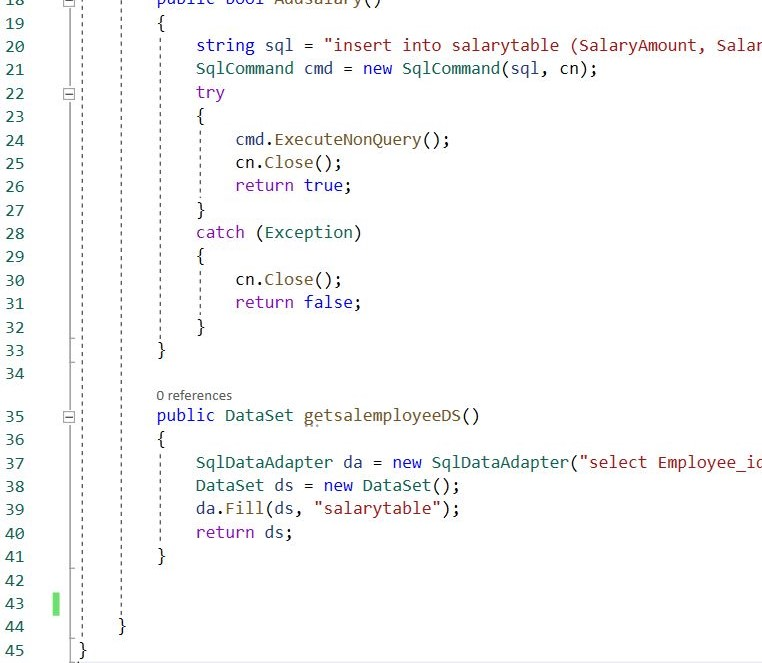 18 public bool Addsalary()
19 {
20 string sql = "insert into salarytable (SalaryAmount,
21 SqlCommand cmd = new SqlCommand(sql, cn);
22 try
23 {
24 cmd.ExecuteNonQuery();
25 cn.Close();
26 return true;
27 }
28 catch (Exception)
29 {
30 cn.Close();
31 return false;
32 }
33 }
34
0 references
35 public DataSet getsalemployeeDS()
36 {
37 SqlDataAdapter da = new SqlDataAdapter("select Employee_id
38 DataSet ds = new DataSet();
39 da.Fill(ds, "salarytable");
40 return ds;
41 }
42
43
44 }
45 }